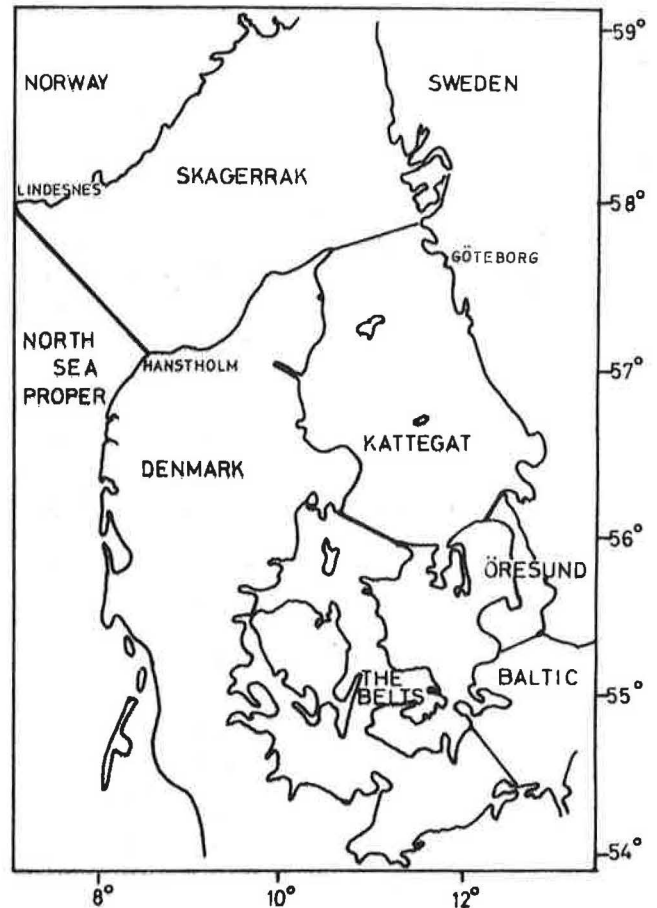 59°
NORWAY
SWEDEN
SKAGERRAK
LINDESNES
58°
GÖTEBORG
NORTH
SEA
PROPER
HANSTHOLM
57°
KATTEGAT
DENMARK
56°
ÖRESUND
THE
BELTS
BALTIC
55°
54°
8°
10°
12°